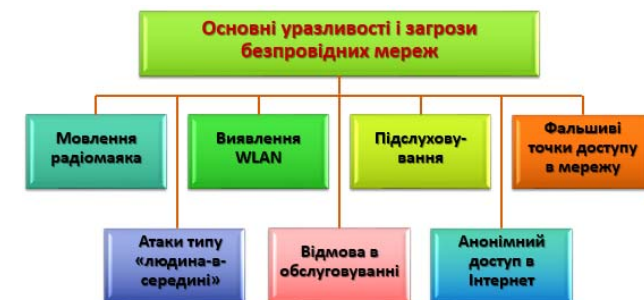 Основні уразливості і загрози
безпровідних мереж
Мовлення
радіомаяка
Виявлення
WLAN
Підслухову-
вання
Фальшиві
точки доступу
в мережу
Атаки типу
«людина-в-
середині»
Відмова в
обслуговуванні
Анонімний
доступ в
Інтернет